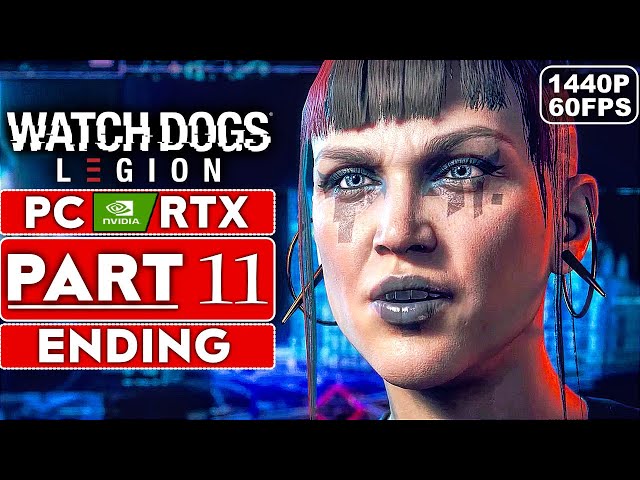 1440P
60FPS
WATCH DOGS
LEGION
PC NVIDIA RTX
PART 11
ENDING